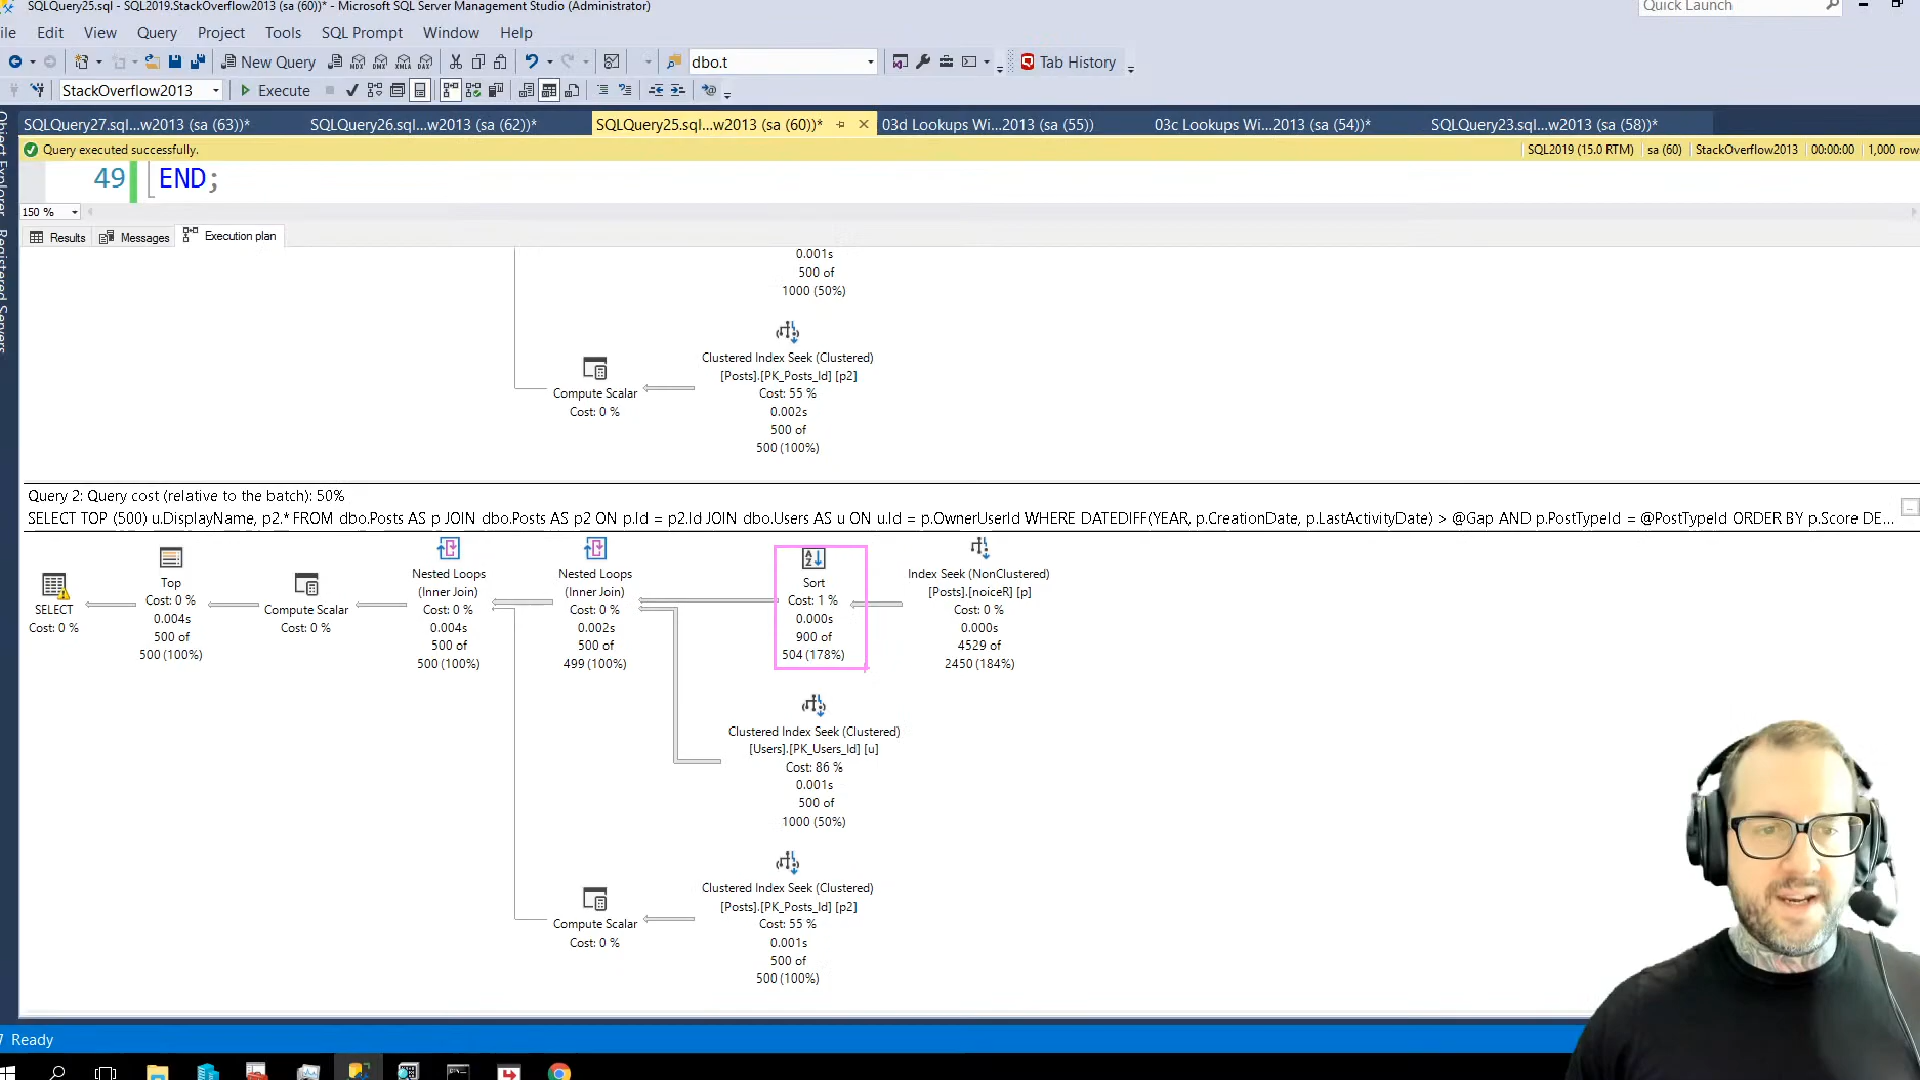 SQLQuery25.sql - SQL2019.StackOverflow2013 (sa (60))* - Microsoft SQL Server Management Studio (Administrator)
Quick Launch
ile Edit View Query Project Tools SQL Prompt Window Help
New Query
dbo.t
Tab History
StackOverflow2013
Execute
SQLQuery27.sql...w2013 (sa (63))*
SQLQuery26.sql...w2013 (sa (62))*
SQLQuery25.sql...w2013 (sa (60))*
03d Lookups Wi...2013 (sa (55))
03c Lookups Wi...2013 (sa (54))*
SQLQuery23.sql...w2013 (sa (58))*
Object Explorer
Registered Servers
Query executed successfully.
SQL2019 (15.0 RTM)
sa (60)
StackOverflow2013
00:00:00
1,000 row
49 END;
150 %
Results
Messages
Execution plan
0.001s
500 of
1000 (50%)
Clustered Index Seek (Clustered)
[Posts].[PK_Posts_Id] [p2]
Cost: 55 %
0.002s
500 of
500 (100%)
Compute Scalar
Cost: 0 %
Query 2: Query cost (relative to the batch): 50%
SELECT TOP (500) u.DisplayName, p2.* FROM dbo.Posts AS p JOIN dbo.Posts AS p2 ON p.Id = p2.Id JOIN dbo.Users AS u ON u.Id = p.OwnerUserId WHERE DATEDIFF(YEAR, p.CreationDate, p.LastActivityDate) > @Gap AND p.PostTypeId = @PostTypeId ORDER BY p.Score DE...
SELECT
Cost: 0 %
Top
Cost: 0 %
0.004s
500 of
500 (100%)
Compute Scalar
Cost: 0 %
Nested Loops
(Inner Join)
Cost: 0 %
0.004s
500 of
500 (100%)
Nested Loops
(Inner Join)
Cost: 0 %
0.002s
500 of
499 (100%)
Sort
Cost: 1 %
0.000s
900 of
504 (178%)
Index Seek (NonClustered)
[Posts].[noiceR] [p]
Cost: 0 %
0.000s
4529 of
2450 (184%)
Clustered Index Seek (Clustered)
[Users].[PK_Users_Id] [u]
Cost: 86 %
0.001s
500 of
1000 (50%)
Clustered Index Seek (Clustered)
[Posts].[PK_Posts_Id] [p2]
Cost: 55 %
0.001s
500 of
500 (100%)
Compute Scalar
Cost: 0 %
Ready